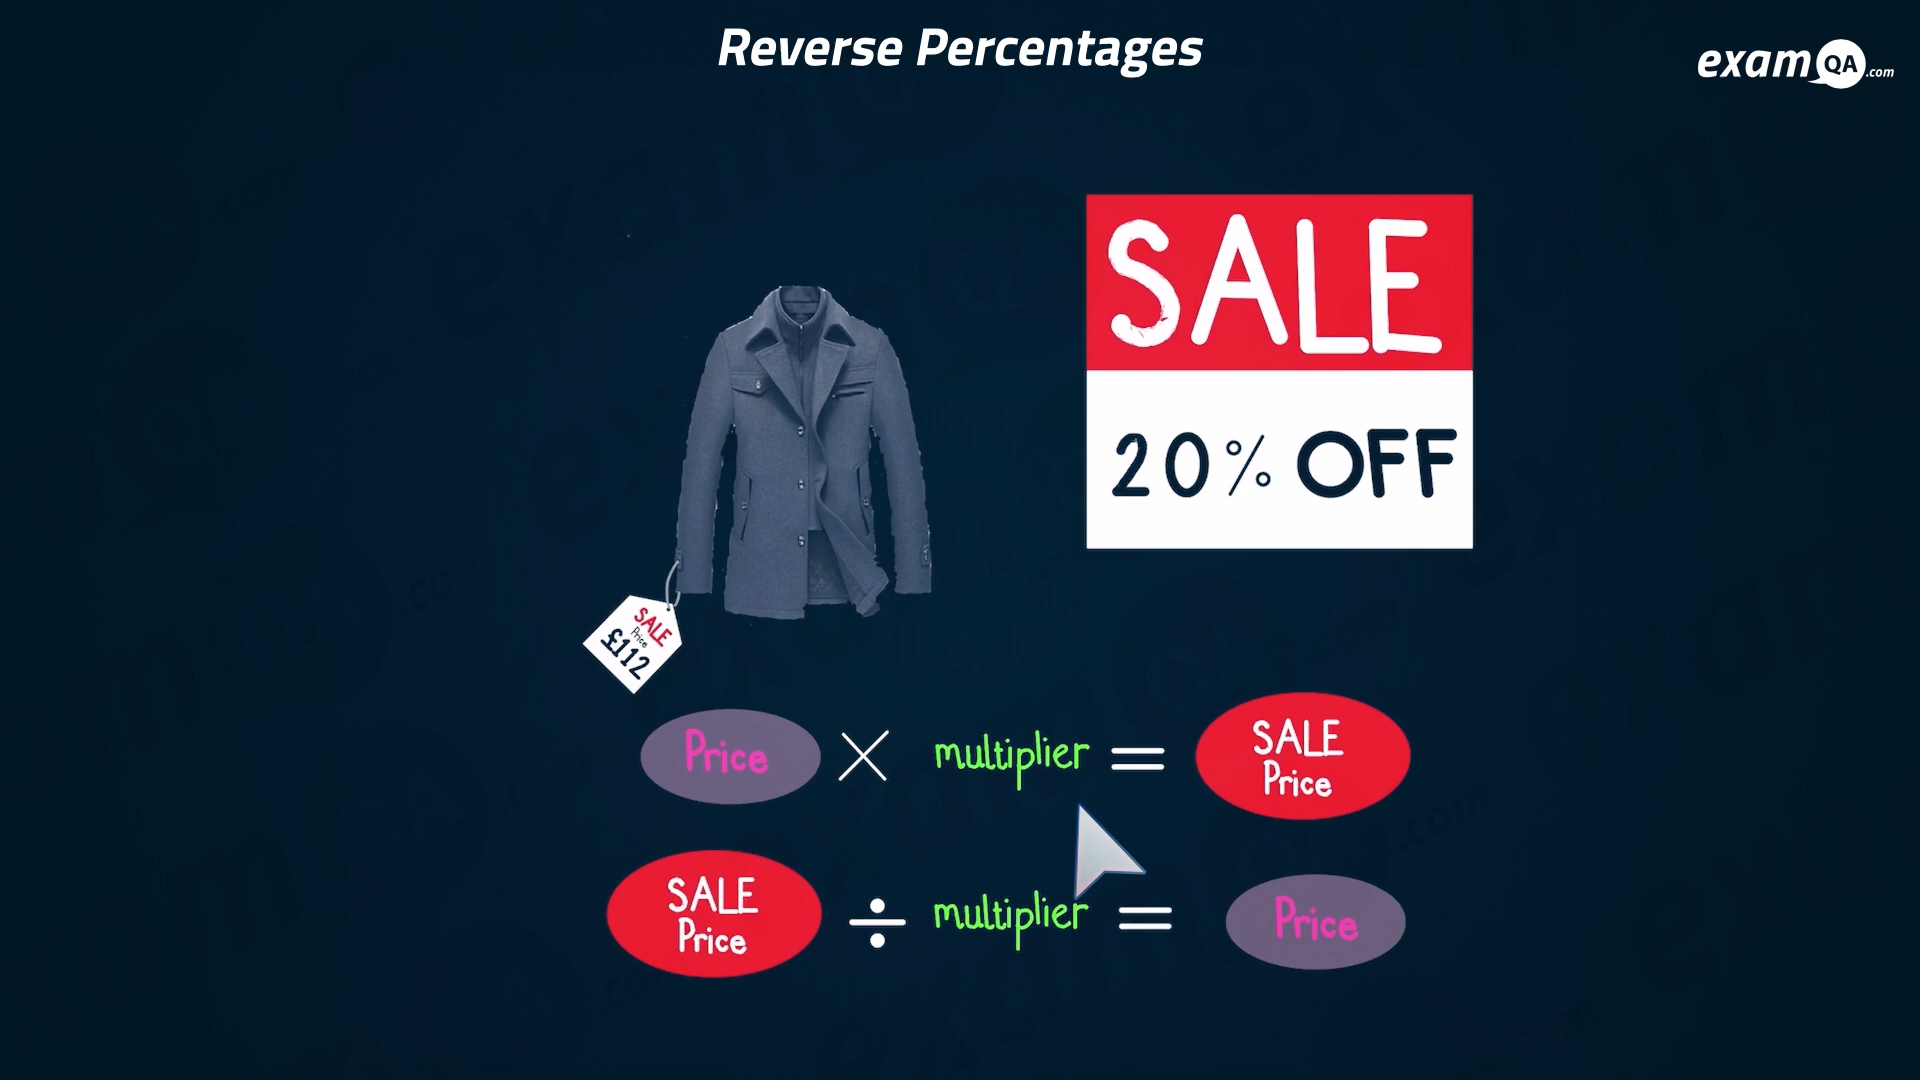 Reverse Percentages
examQA.com
SALE
20% OFF
SALE
Price
£112
Price × multiplier = SALE Price
SALE Price ÷ multiplier = Price